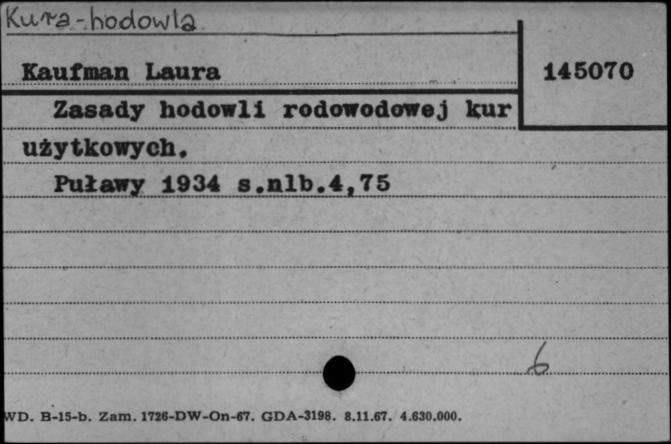 Kura-hodowla
Kaufman Laura
145070
Zasady hodowli rodowodowej kur
użytkowych.
Puławy 1934 s.nlb.4,75
6
WD. B-15-b. Zam. 1726-DW-On-67. GDA-3198. 8.11.67. 4.630.000.